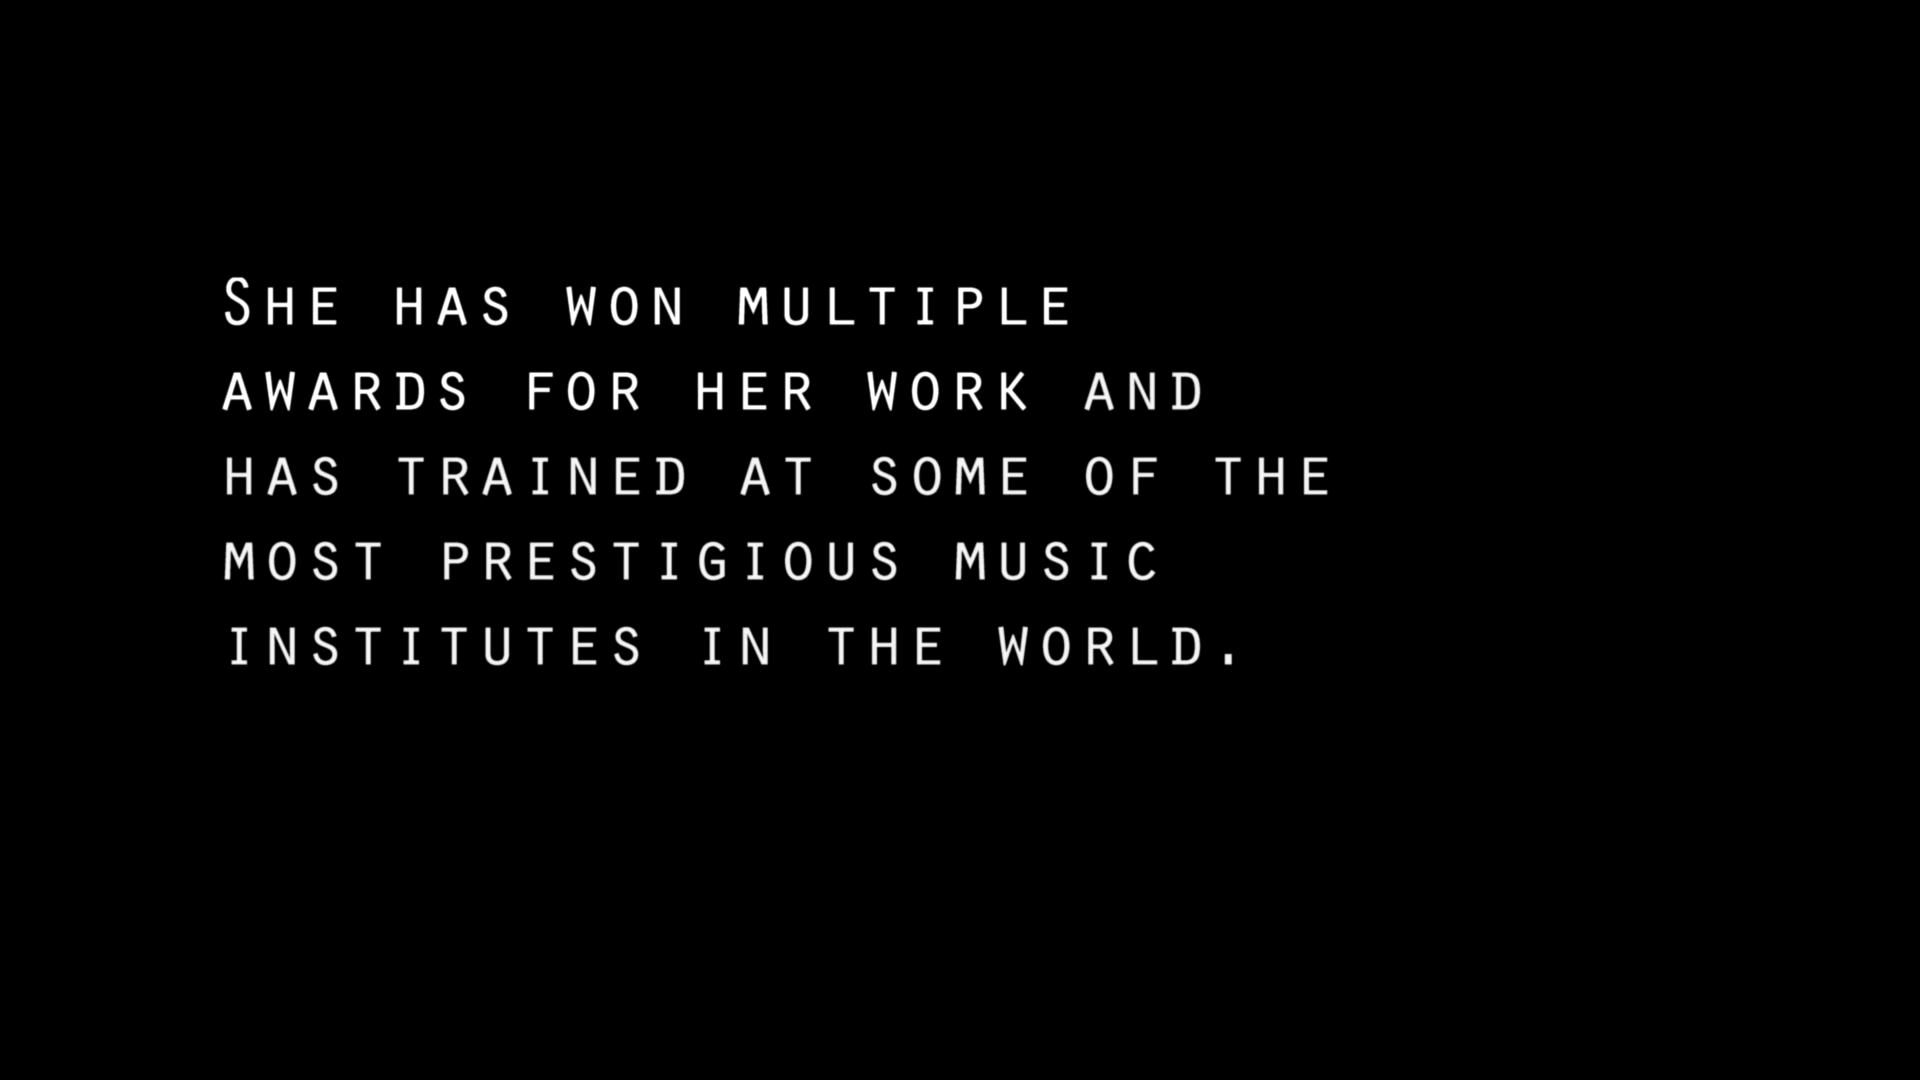 She has won multiple
awards for her work and
has trained at some of the
most prestigious music
institutes in the world.